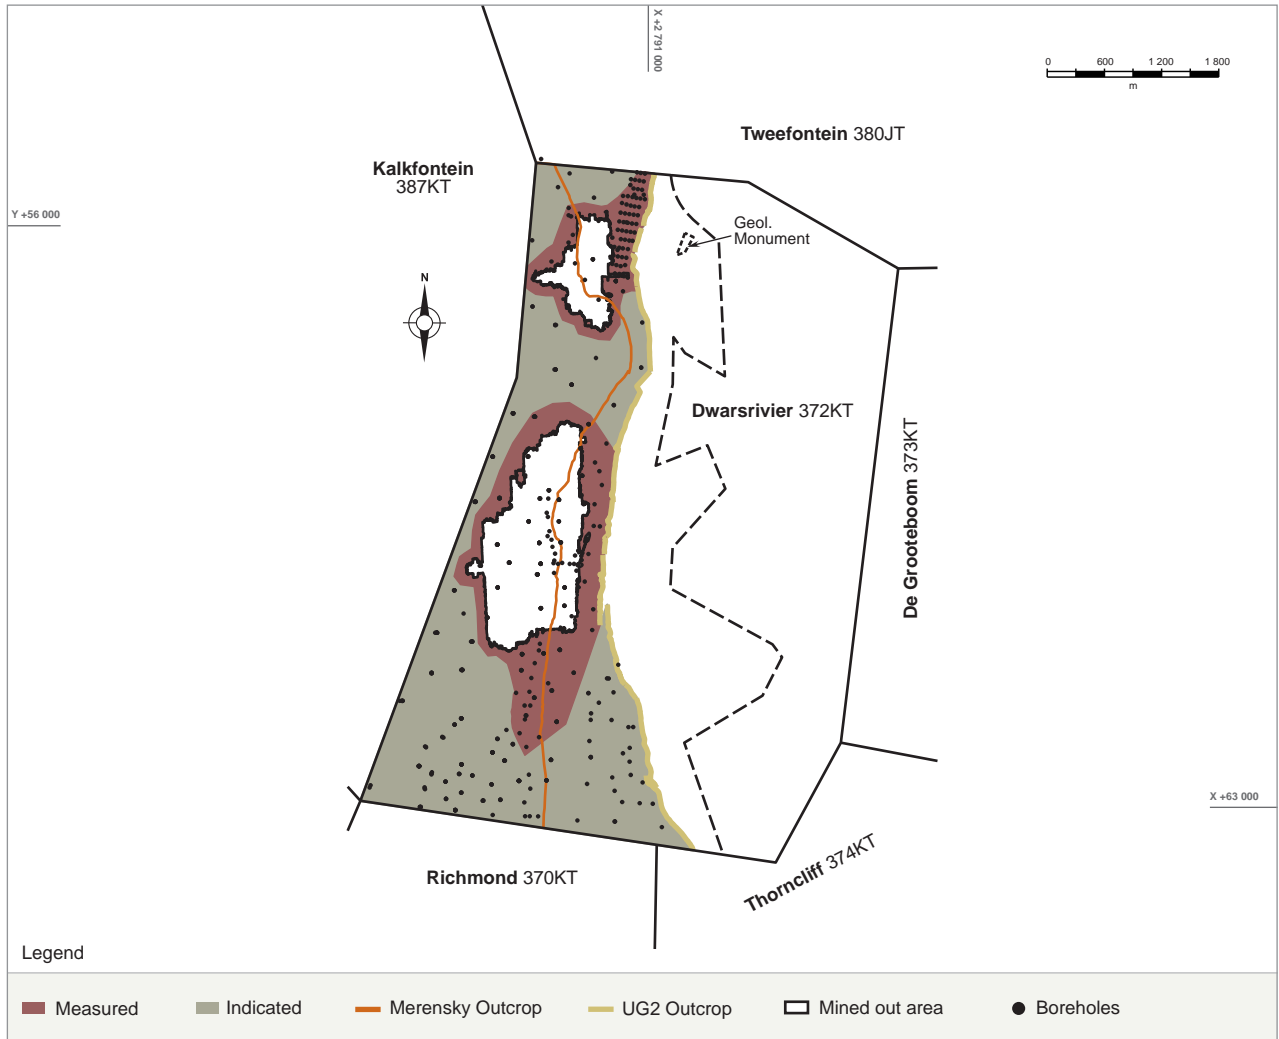 X +2 791 000
0 600 1 200 1 800
m
Tweefontein 380JT
Kalkfontein
387KT
Y +56 000
Geol.
Monument
N
Dwarsrivier 372KT
De Grooteboom 373KT
X +63 000
Thorncliff 374KT
Richmond 370KT
Legend
Measured
Indicated
Merensky Outcrop
UG2 Outcrop
Mined out area
Boreholes